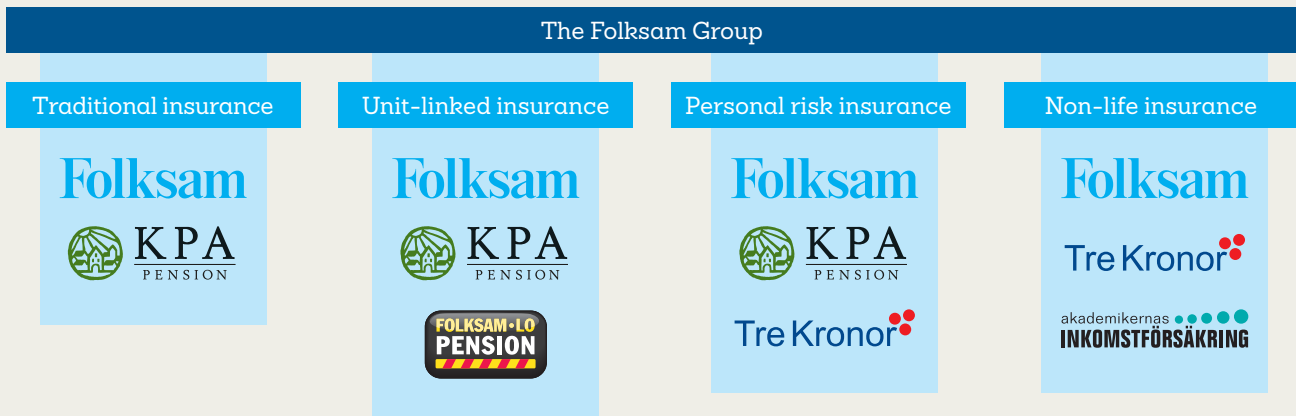 The Folksam Group
Traditional insurance
Folksam
KPA
PENSION
Unit-linked insurance
Folksam
KPA
PENSION
FOLKSAM•LO
PENSION
Personal risk insurance
Folksam
KPA
PENSION
Tre Kronor
Non-life insurance
Folksam
Tre Kronor
akademikernas
INKOMSTFÖRSÄKRING